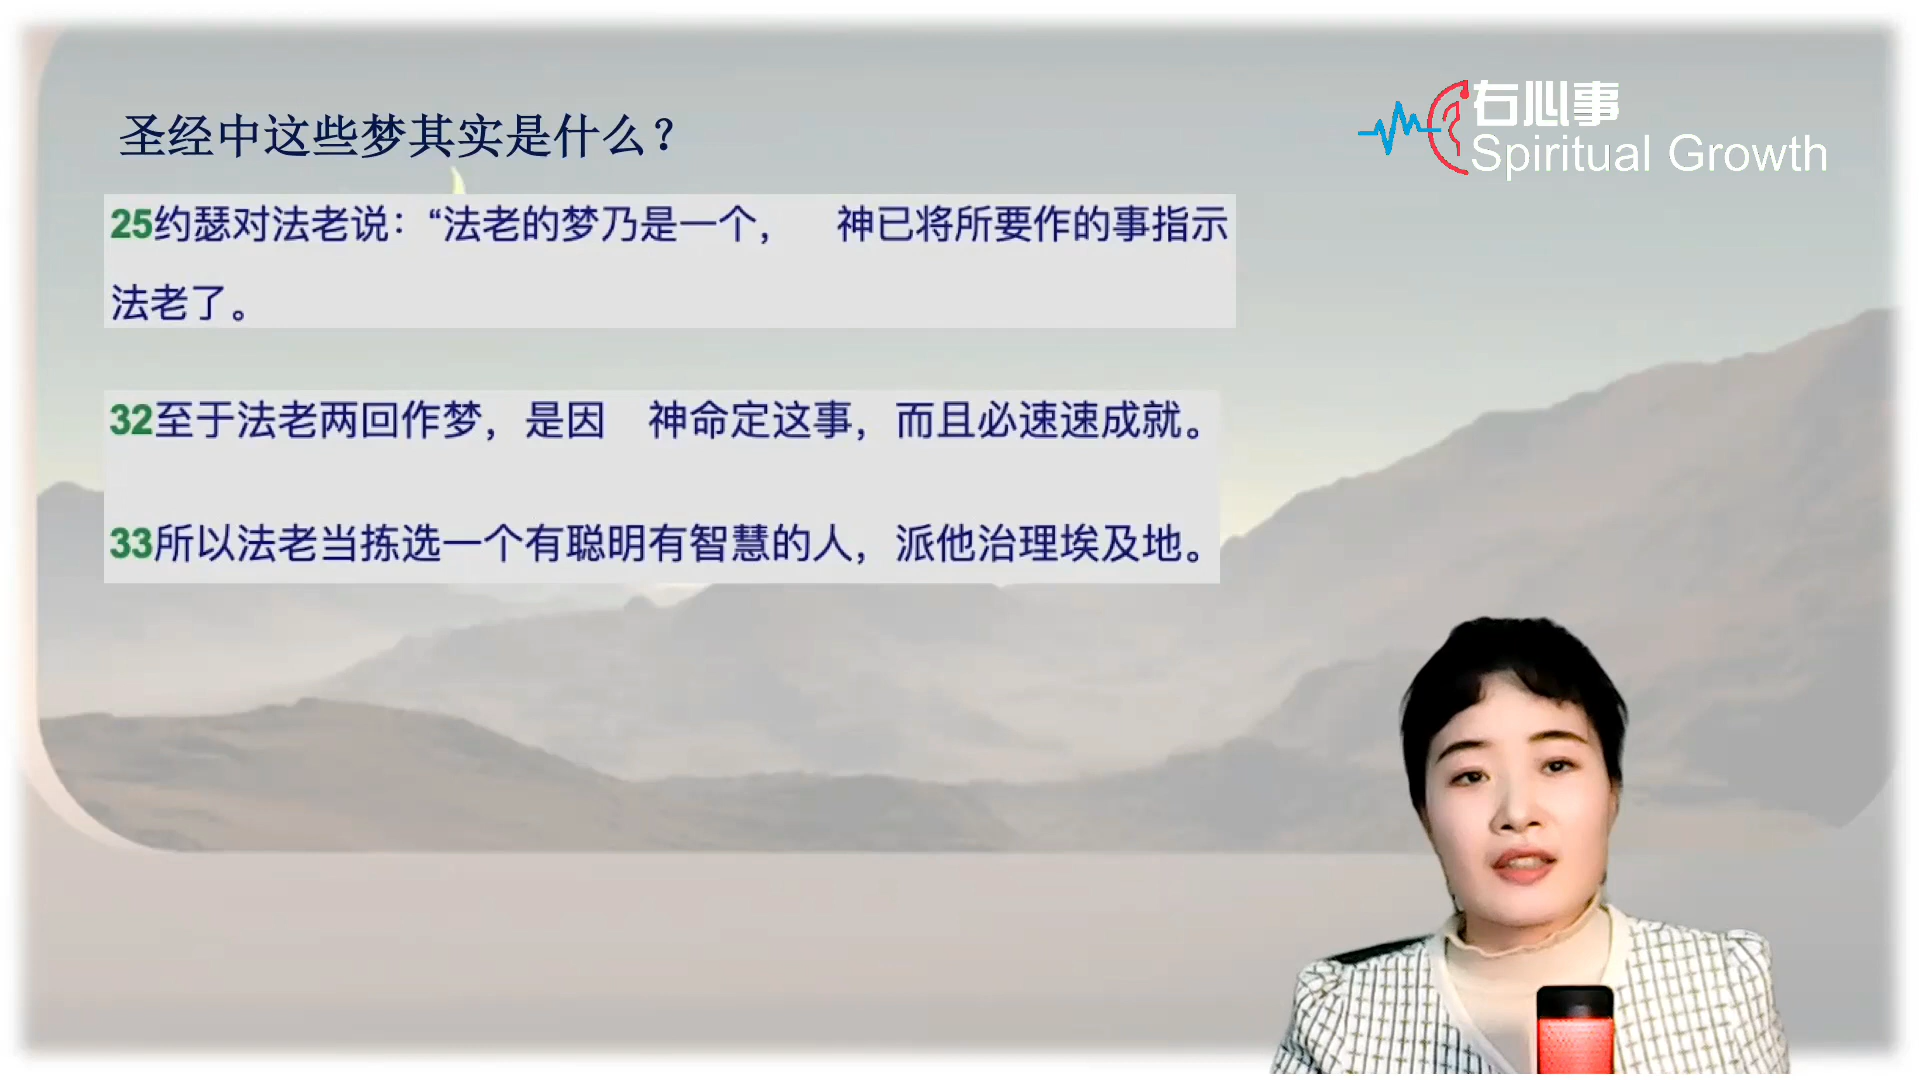 圣经中这些梦其实是什么？
右心事
Spiritual Growth
25约瑟对法老说：“法老的梦乃是一个，　神已将所要作的事指示
法老了。
32至于法老两回作梦，是因　神命定这事，而且必速速成就。
33所以法老当拣选一个有聪明有智慧的人，派他治理埃及地。